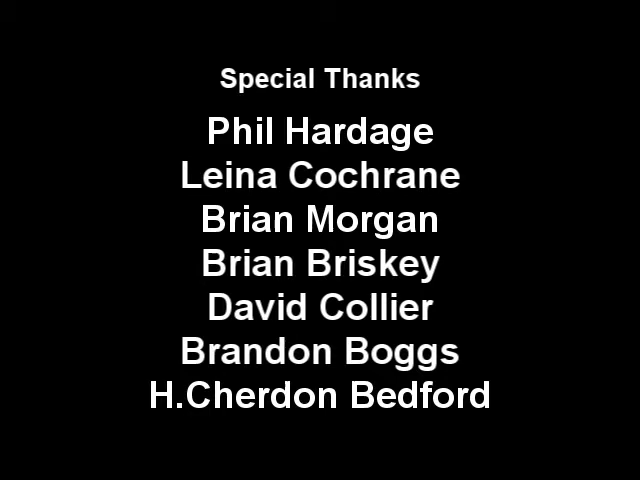 Special Thanks
Phil Hardage
Leina Cochrane
Brian Morgan
Brian Briskey
David Collier
Brandon Boggs
H.Cherdon Bedford